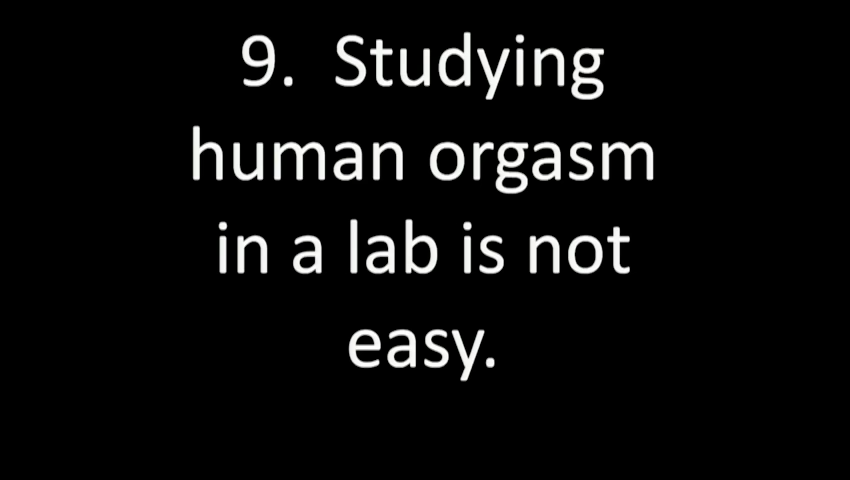 9.  Studying
human orgasm
in a lab is not
easy.